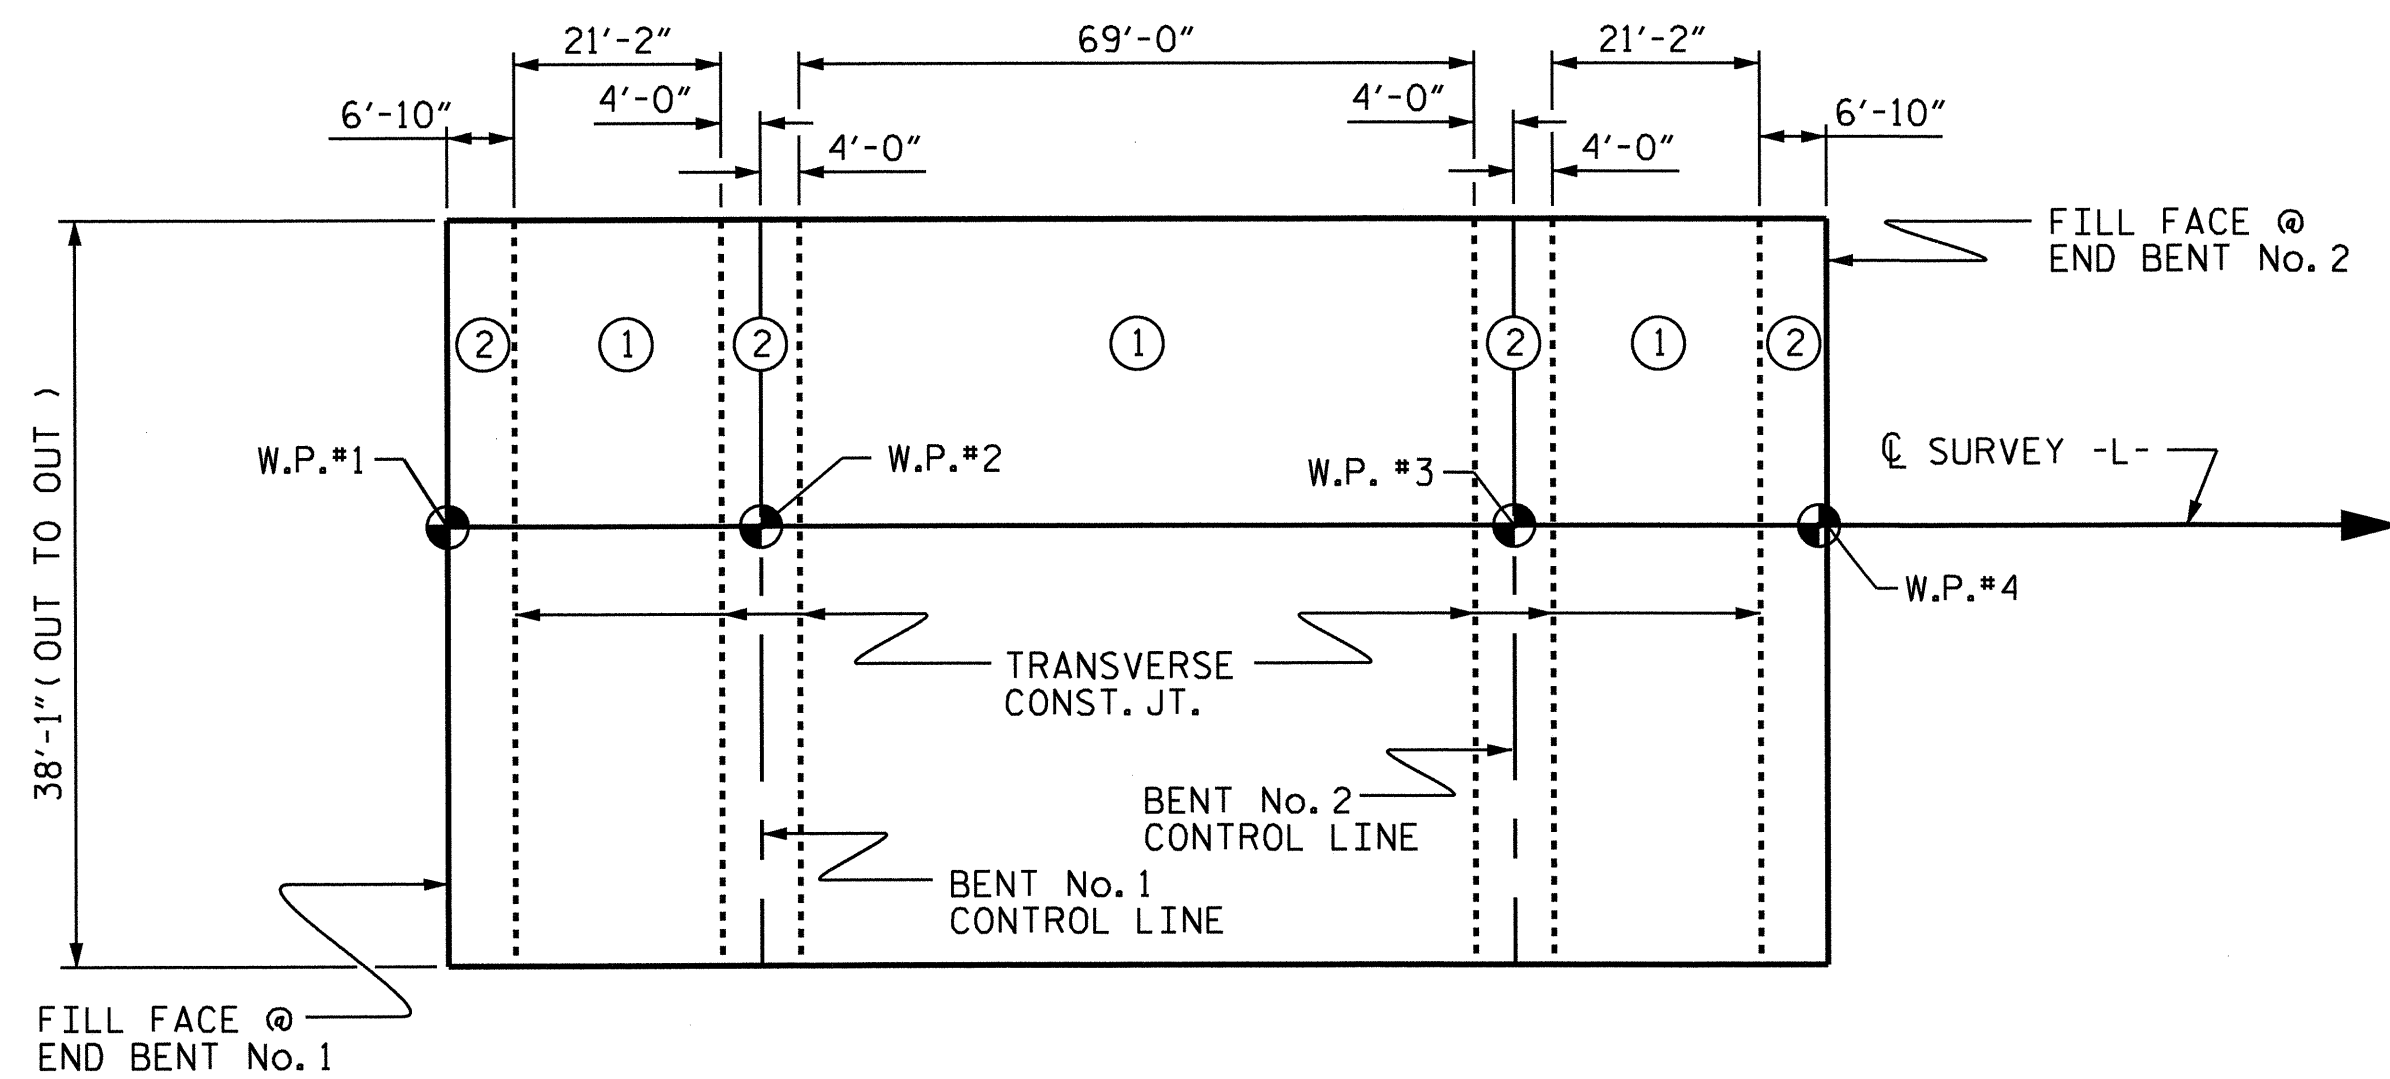 21'-2"
69'-0"
21'-2"
4'-0"
4'-0"
6'-10"
6'-10"
4'-0"
4'-0"
FILL FACE @
END BENT No. 2
2
1
2
1
2
1
2
W.P.#1
W.P.#2
W.P. #3
℄ SURVEY -L-
38'-1" (OUT TO OUT )
W.P.#4
TRANSVERSE
CONST. JT.
BENT No. 2
CONTROL LINE
BENT No. 1
CONTROL LINE
FILL FACE @
END BENT No. 1